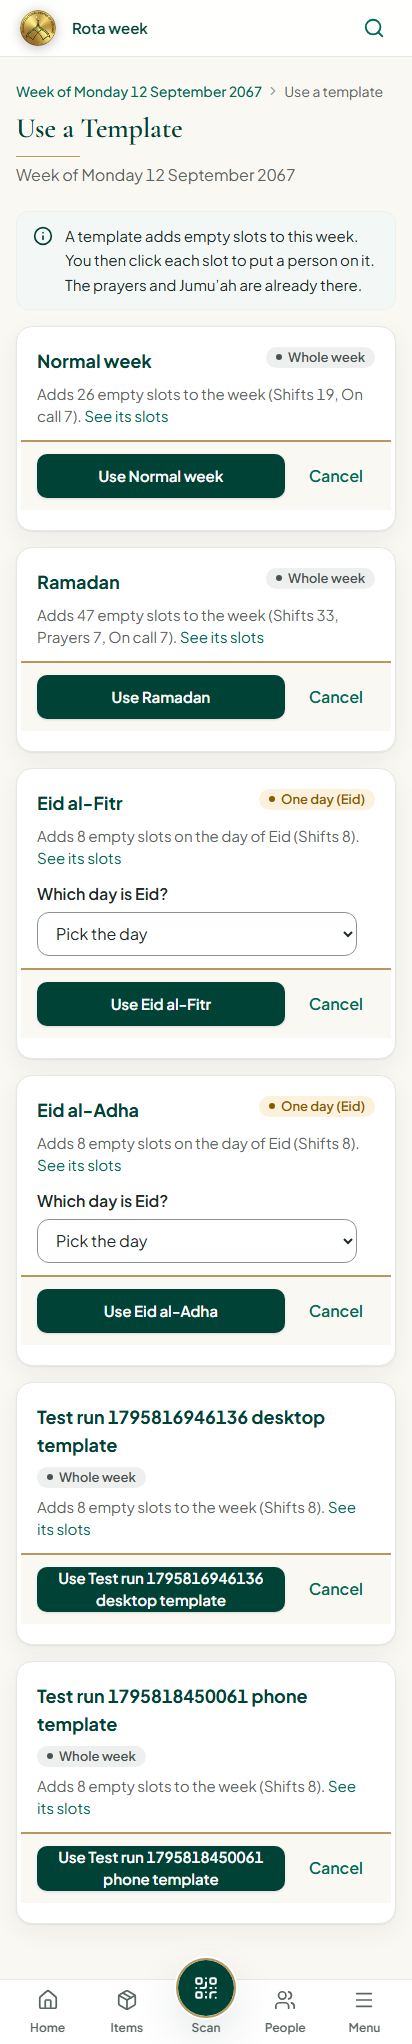 Rota week
Week of Monday 12 September 2067 > Use a template
Use a Template
Week of Monday 12 September 2067
A template adds empty slots to this week.
You then click each slot to put a person on it.
The prayers and Jumu'ah are already there.
Normal week
Whole week
Adds 26 empty slots to the week (Shifts 19, On
call 7). See its slots
Use Normal week
Cancel
Ramadan
Whole week
Adds 47 empty slots to the week (Shifts 33,
Prayers 7, On call 7). See its slots
Use Ramadan
Cancel
Eid al-Fitr
One day (Eid)
Adds 8 empty slots on the day of Eid (Shifts 8).
See its slots
Which day is Eid?
Pick the day
Use Eid al-Fitr
Cancel
Eid al-Adha
One day (Eid)
Adds 8 empty slots on the day of Eid (Shifts 8).
See its slots
Which day is Eid?
Pick the day
Use Eid al-Adha
Cancel
Test run 1795816946136 desktop
template
Whole week
Adds 8 empty slots to the week (Shifts 8). See
its slots
Use Test run 1795816946136
desktop template
Cancel
Test run 1795818450061 phone
template
Whole week
Adds 8 empty slots to the week (Shifts 8). See
its slots
Use Test run 1795818450061
phone template
Cancel
Home
Items
Scan
People
Menu